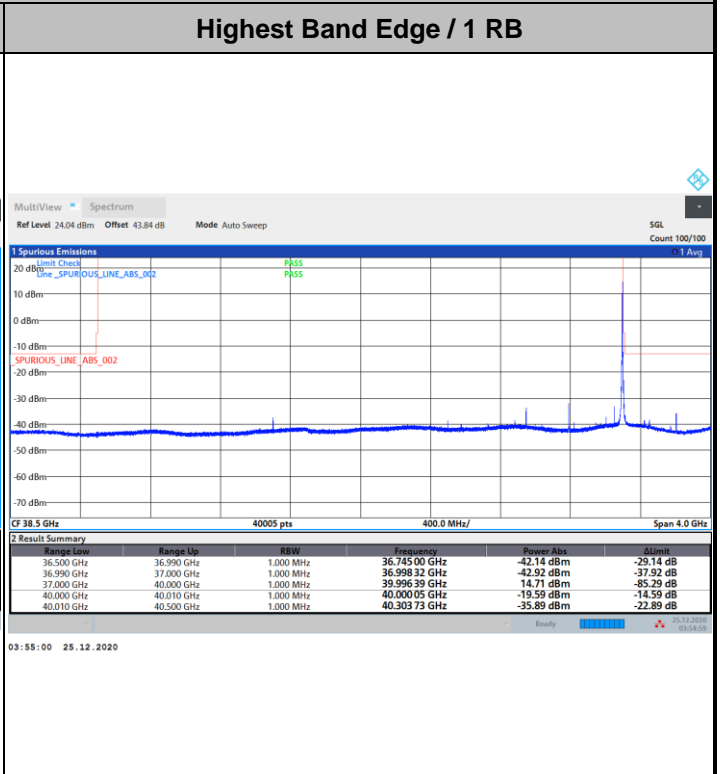 Highest Band Edge / 1 RB
MultiView Spectrum
Ref Level 24.04 dBm Offset 43.84 dB Mode Auto Sweep SGL
Count 100/100
1 Spurious Emissions 1 Avg
Limit Check PASS
20 dBm Line _SPURIOUS_LINE_ABS_002 PASS
10 dBm
0 dBm
-10 dBm
_SPURIOUS_LINE_ABS_002
-20 dBm
-30 dBm
-40 dBm
-50 dBm
-60 dBm
-70 dBm
CF 38.5 GHz 40005 pts 400.0 MHz/ Span 4.0 GHz
2 Result Summary
Range Low Range Up RBW Frequency Power Abs ΔLimit
36.500 GHz 36.990 GHz 1.000 MHz 36.745 00 GHz -42.14 dBm -29.14 dB
36.990 GHz 37.000 GHz 1.000 MHz 36.998 32 GHz -42.92 dBm -37.92 dB
37.000 GHz 40.000 GHz 1.000 MHz 39.996 39 GHz 14.71 dBm -85.29 dB
40.000 GHz 40.010 GHz 1.000 MHz 40.000 05 GHz -19.59 dBm -14.59 dB
40.010 GHz 40.500 GHz 1.000 MHz 40.303 73 GHz -35.89 dBm -22.89 dB
Ready 25.12.2020
03:54:59
03:55:00 25.12.2020